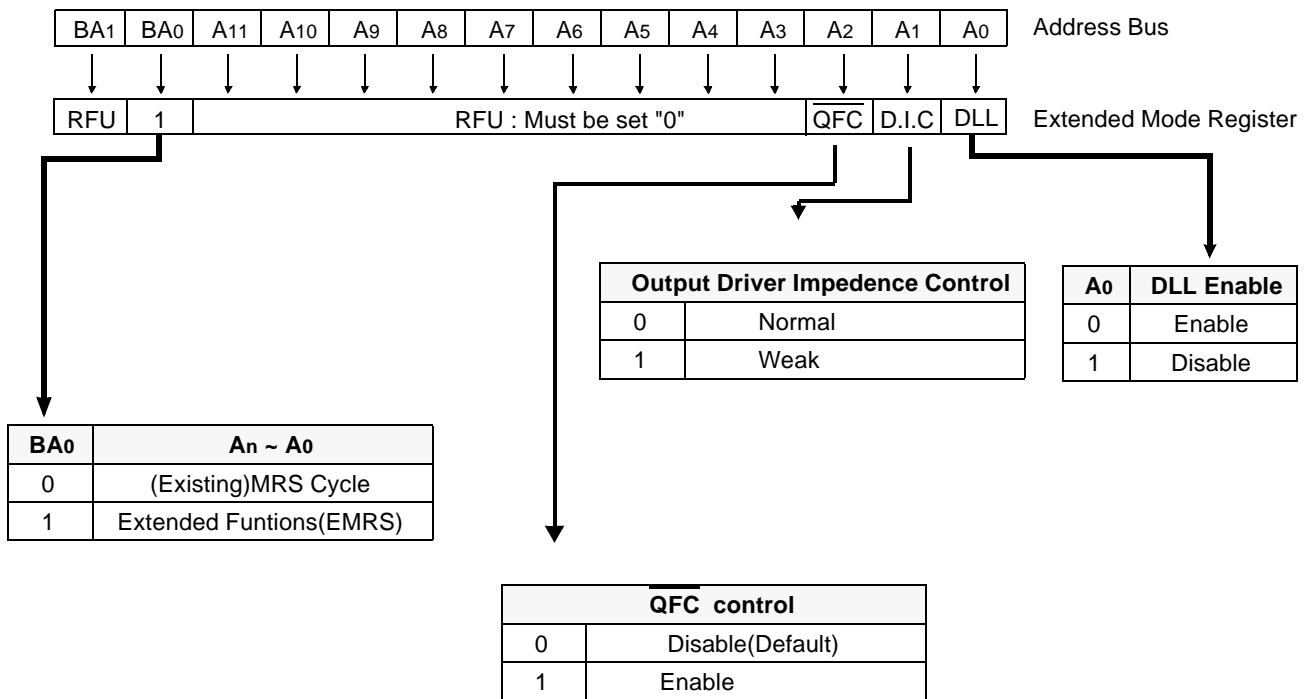 BA1 BA0 A11 A10 A9 A8 A7 A6 A5 A4 A3 A2 A1 A0 Address Bus
RFU 1 RFU : Must be set "0" QFC D.I.C DLL Extended Mode Register
Output Driver Impedence Control
0 Normal
1 Weak
A0 DLL Enable
0 Enable
1 Disable
BA0 An ~ A0
0 (Existing)MRS Cycle
1 Extended Funtions(EMRS)
QFC control
0 Disable(Default)
1 Enable